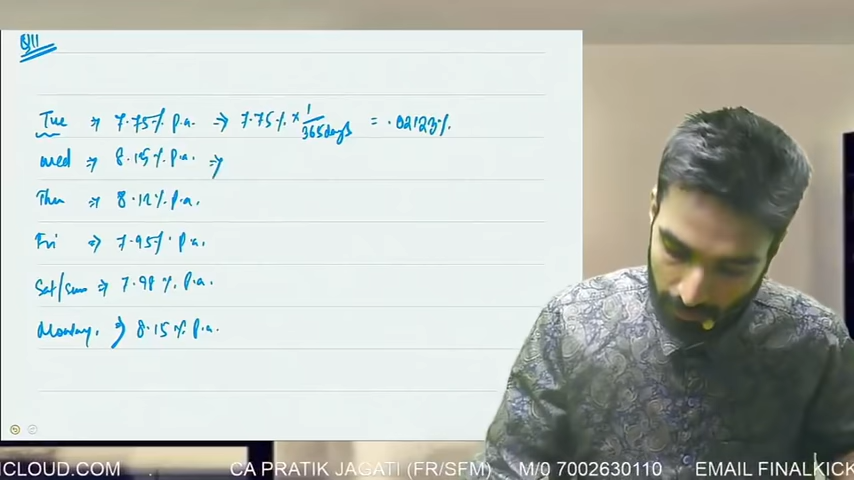 Q11
Tue ⇒ 7.75% p.a. ⇒ 7.75% × 1/365days = .02123%.
Wed ⇒ 8.15% p.a. ⇒
Thu ⇒ 8.12% p.a.
Fri ⇒ 7.95% p.a.
Sat/Sun ⇒ 7.98% p.a.
Monday, ⇒ 8.15% p.a.
ICLOUD.COM CA PRATIK JAGATI (FR/SFM) M/0 7002630110 EMAIL FINALKICK